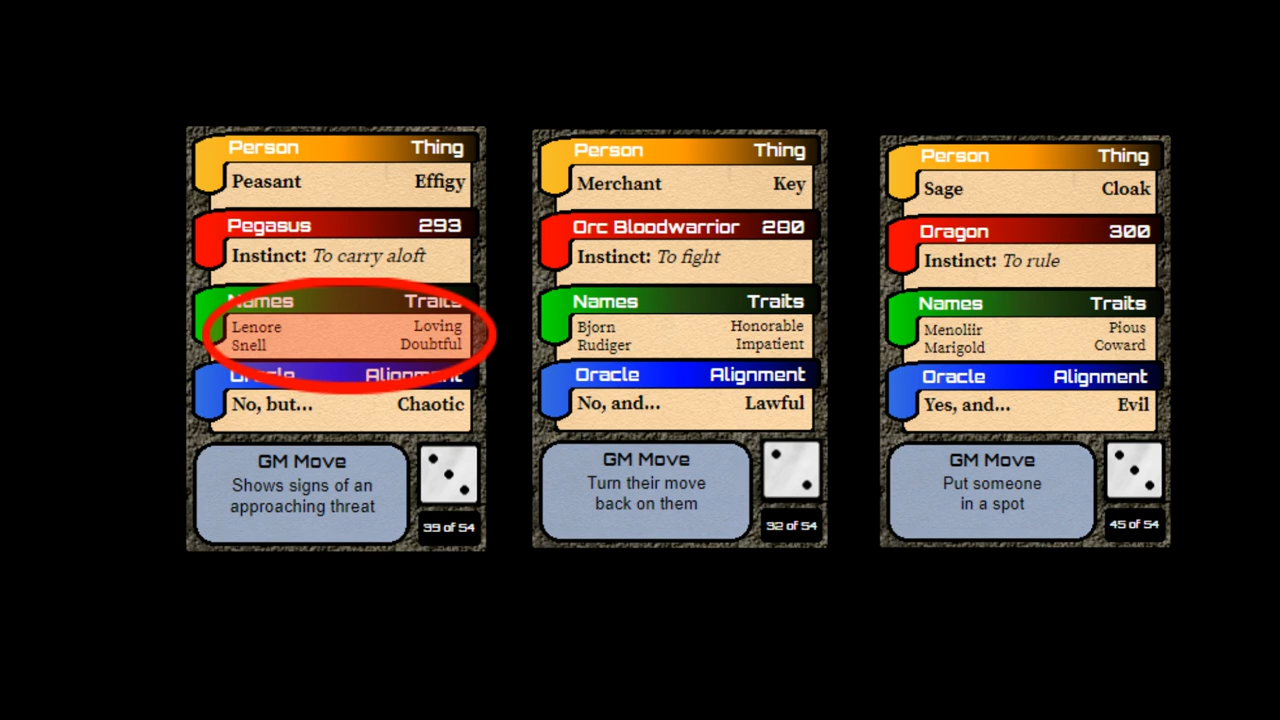 Person Thing
Peasant Effigy
Pegasus 293
Instinct: To carry aloft
Names Traits
Lenore Loving
Snell Doubtful
Oracle Alignment
No, but... Chaotic
GM Move
Shows signs of an
approaching threat
39 of 54
Person Thing
Merchant Key
Orc Bloodwarrior 280
Instinct: To fight
Names Traits
Bjorn Honorable
Rudiger Impatient
Oracle Alignment
No, and... Lawful
GM Move
Turn their move
back on them
32 of 54
Person Thing
Sage Cloak
Dragon 300
Instinct: To rule
Names Traits
Menoliir Pious
Marigold Coward
Oracle Alignment
Yes, and... Evil
GM Move
Put someone
in a spot
45 of 54